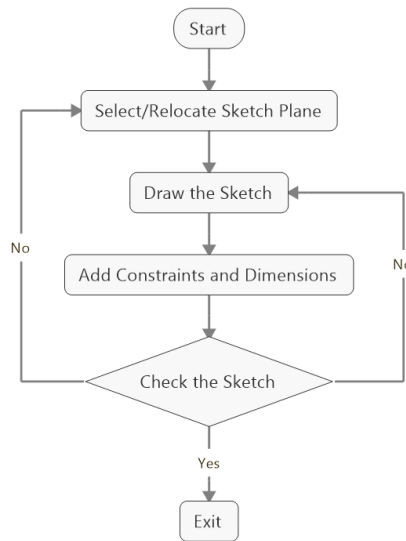 Start
Select/Relocate Sketch Plane
Draw the Sketch
No
No
Add Constraints and Dimensions
Check the Sketch
Yes
Exit